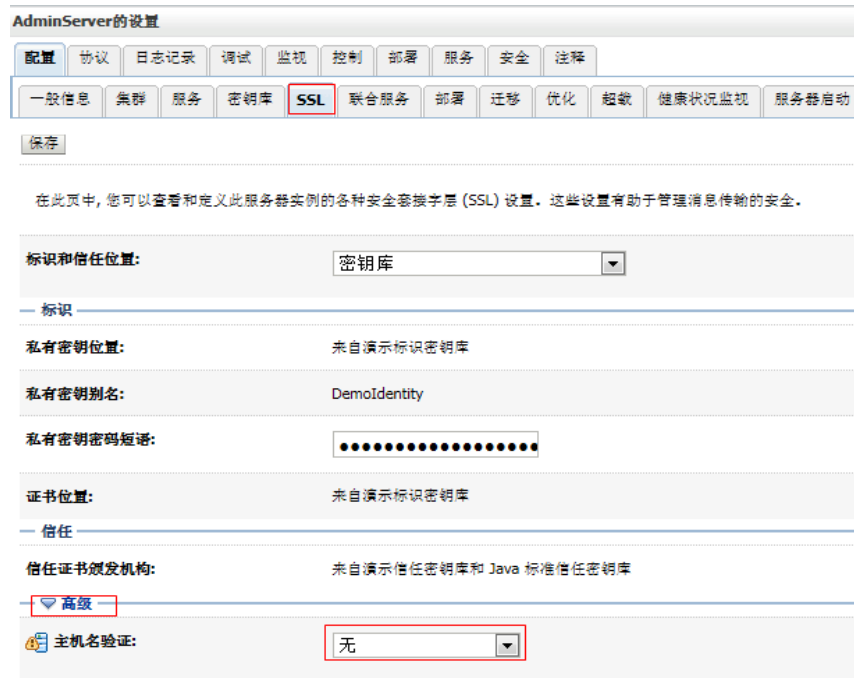 AdminServer的设置
配置 协议 日志记录 调试 监视 控制 部署 服务 安全 注释
一般信息 集群 服务 密钥库 SSL 联合服务 部署 迁移 优化 超载 健康状况监视 服务器启动
保存
在此页中, 您可以查看和定义此服务器实例的各种安全套接字层 (SSL) 设置。这些设置有助于管理消息传输的安全。
标识和信任位置: 密钥库
标识
私有密钥位置: 来自演示标识密钥库
私有密钥别名: DemoIdentity
私有密钥密码短语: ●●●●●●●●●●●●●●●●●●
证书位置: 来自演示标识密钥库
信任
信任证书颁发机构: 来自演示信任密钥库和 Java 标准信任密钥库
高级
主机名验证: 无